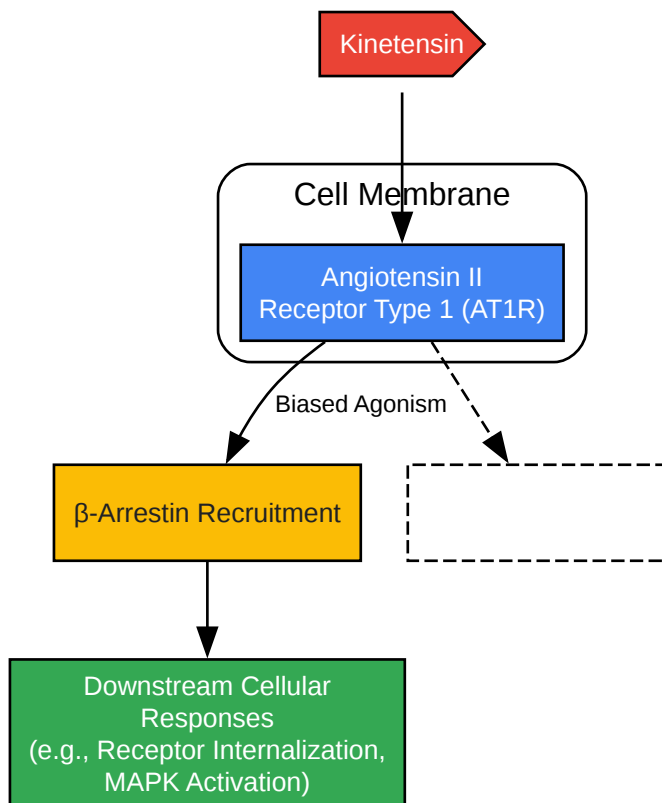 Kinetensin
Cell Membrane
Angiotensin II
Receptor Type 1 (AT1R)
Biased Agonism
β-Arrestin Recruitment
Downstream Cellular
Responses
(e.g., Receptor Internalization,
MAPK Activation)